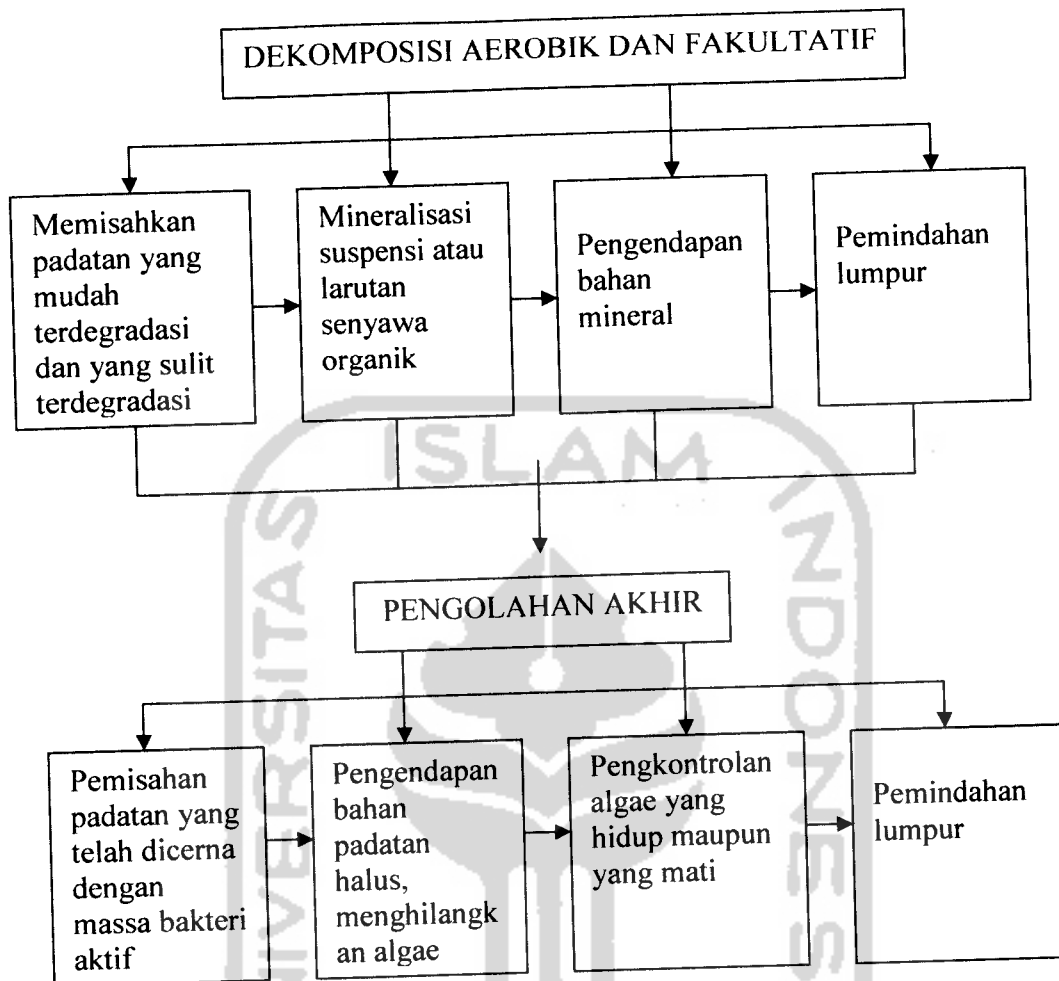 DEKOMPOSISI AEROBIK DAN FAKULTATIF
Memisahkan
padatan yang
mudah
terdegradasi
dan yang sulit
terdegradasi
Mineralisasi
suspensi atau
larutan
senyawa
organik
Pengendapan
bahan
mineral
Pemindahan
lumpur
PENGOLAHAN AKHIR
Pemisahan
padatan yang
telah dicerna
dengan
massa bakteri
aktif
Pengendapan
bahan
padatan
halus,
menghilangk
an algae
Pengkontrolan
algae yang
hidup maupun
yang mati
Pemindahan
lumpur
UNIVERSITAS
ISLAM
INDONES